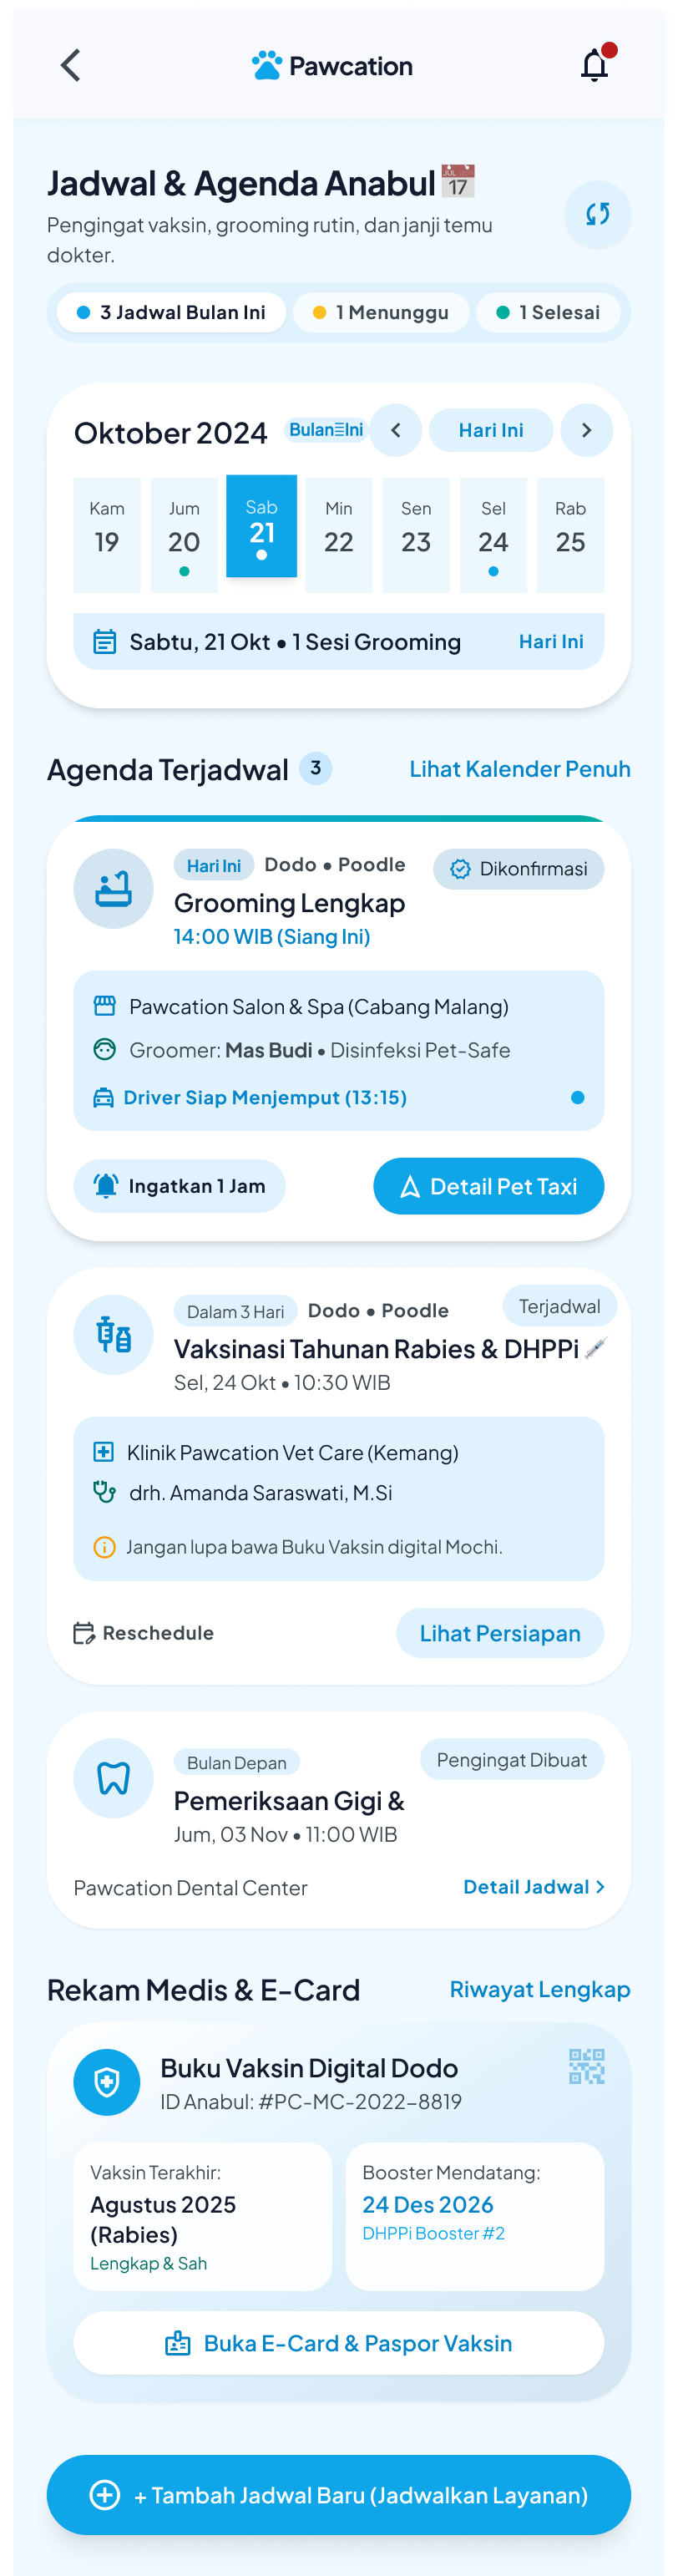 Pawcation
Jadwal & Agenda Anabul
JUL 17
Pengingat vaksin, grooming rutin, dan janji temu
dokter.
3 Jadwal Bulan Ini
1 Menunggu
1 Selesai
Oktober 2024
Bulan Ini
Hari Ini
Kam
19
Jum
20
Sab
21
Min
22
Sen
23
Sel
24
Rab
25
Sabtu, 21 Okt • 1 Sesi Grooming
Hari Ini
Agenda Terjadwal
3
Lihat Kalender Penuh
Hari Ini
Dodo • Poodle
Dikonfirmasi
Grooming Lengkap
14:00 WIB (Siang Ini)
Pawcation Salon & Spa (Cabang Malang)
Groomer: Mas Budi • Disinfeksi Pet-Safe
Driver Siap Menjemput (13:15)
Ingatkan 1 Jam
Detail Pet Taxi
Dalam 3 Hari
Dodo • Poodle
Terjadwal
Vaksinasi Tahunan Rabies & DHPPi
Sel, 24 Okt • 10:30 WIB
Klinik Pawcation Vet Care (Kemang)
drh. Amanda Saraswati, M.Si
Jangan lupa bawa Buku Vaksin digital Mochi.
Reschedule
Lihat Persiapan
Bulan Depan
Pengingat Dibuat
Pemeriksaan Gigi &
Jum, 03 Nov • 11:00 WIB
Pawcation Dental Center
Detail Jadwal
Rekam Medis & E-Card
Riwayat Lengkap
Buku Vaksin Digital Dodo
ID Anabul: #PC-MC-2022-8819
Vaksin Terakhir:
Agustus 2025
(Rabies)
Lengkap & Sah
Booster Mendatang:
24 Des 2026
DHPPi Booster #2
Buka E-Card & Paspor Vaksin
+ Tambah Jadwal Baru (Jadwalkan Layanan)